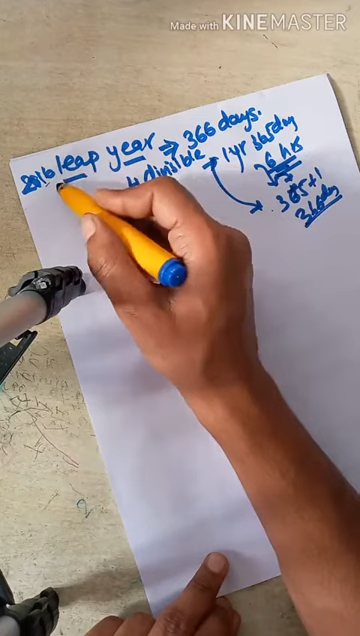 Made with KINEMASTER
2016 leap year → 366 days.
4 divisible → 1 yr 365 day
6 hrs
365+1
366 day